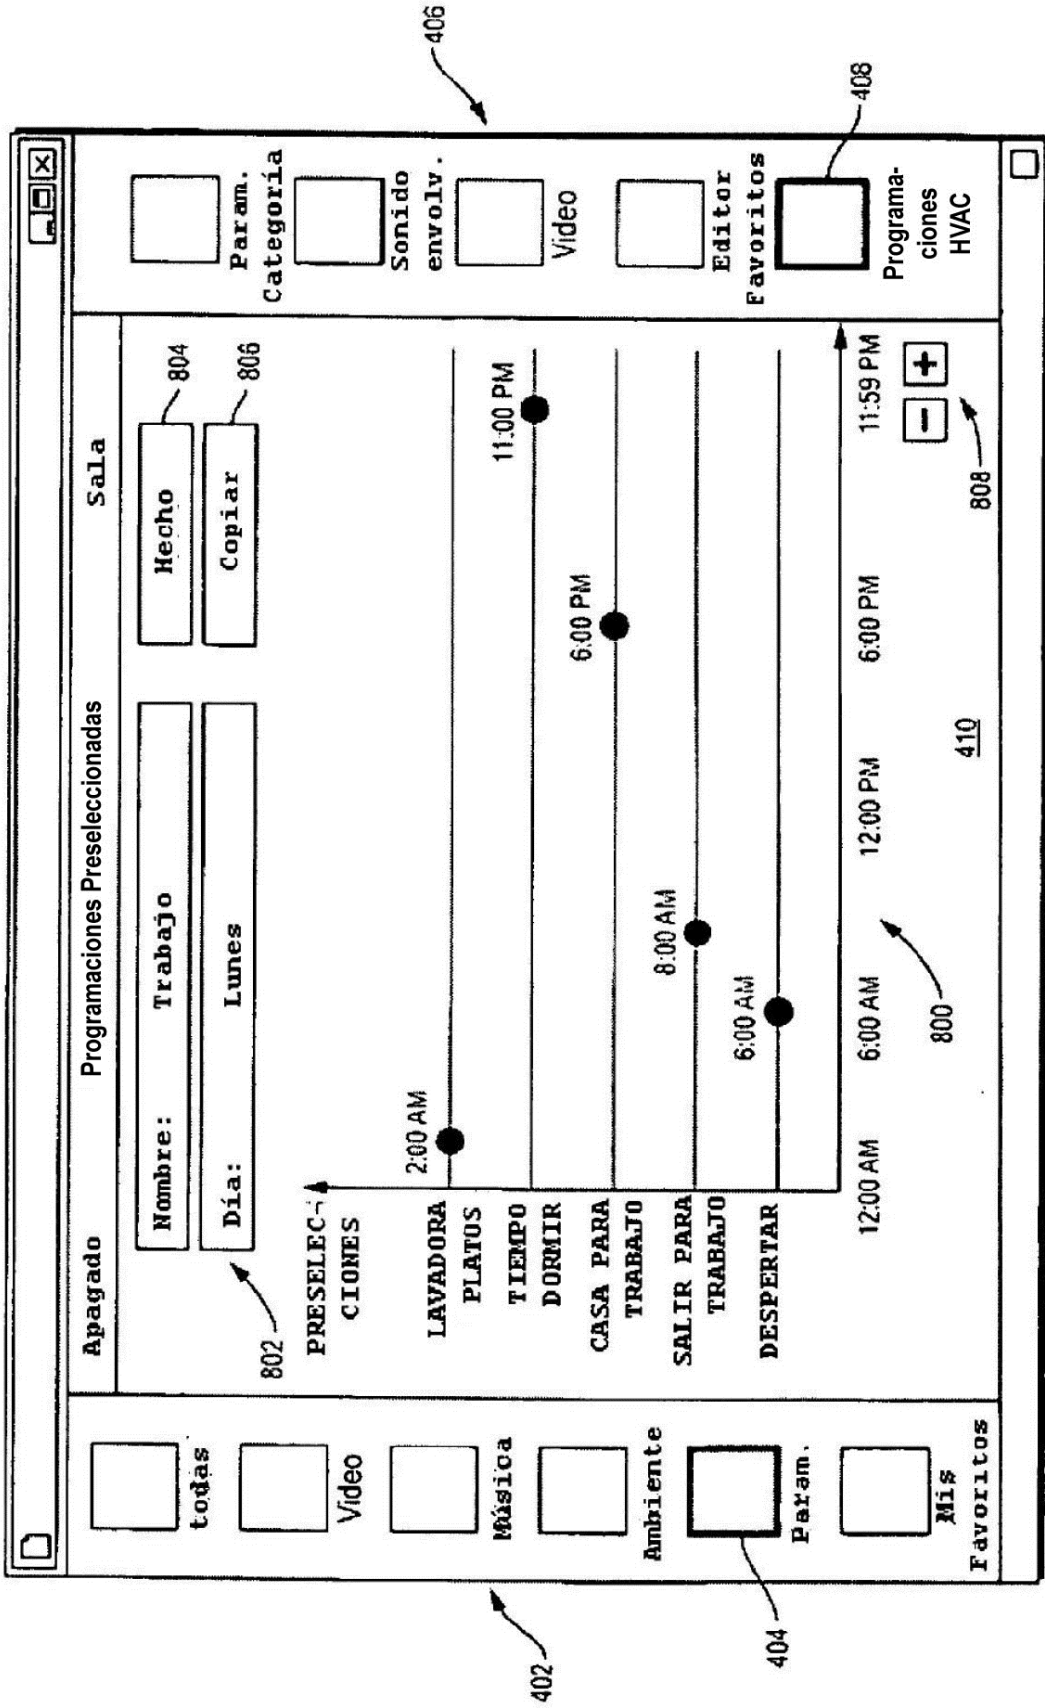 Apagado
Programaciones Preseleccionadas
Sala
todas
Video
Música
Ambiente
Param.
Mis
Favoritos
402
404
Nombre: Trabajo
Día: Lunes
802
Hecho
804
Copiar
806
PRESELEC¬
CIONES
LAVADORA
PLATOS
2:00 AM
TIEMPO
DORMIR
11:00 PM
CASA PARA
TRABAJO
6:00 PM
SALIR PARA
TRABAJO
8:00 AM
DESPERTAR
6:00 AM
12:00 AM
6:00 AM
12:00 PM
6:00 PM
11:59 PM
800
410
- +
808
Param.
Categoría
Sonido
envolv.
Video
Editor
Favoritos
Programa-
ciones
HVAC
406
408